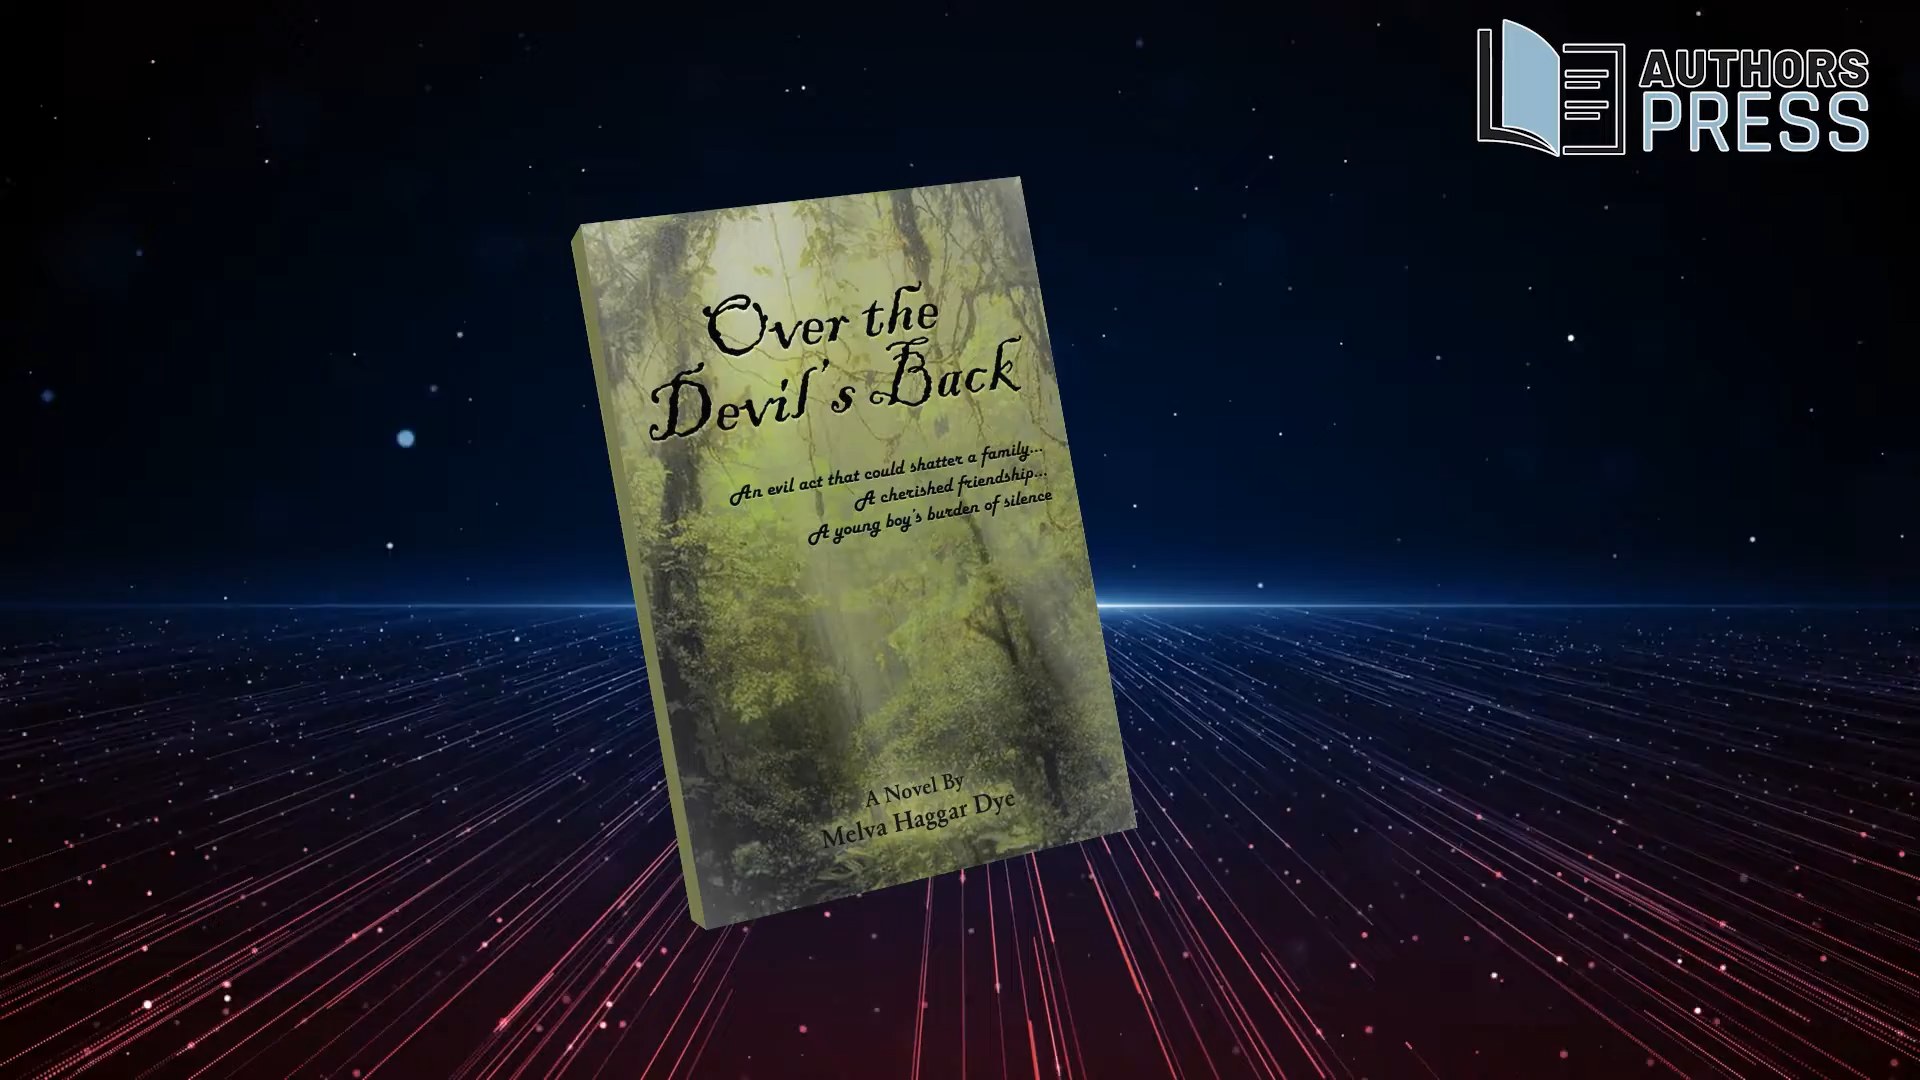 AUTHORS
PRESS
Over the
Devil's Back
An evil act that could shatter a family...
A cherished friendship...
A young boy's burden of silence
A Novel By
Melva Haggar Dye